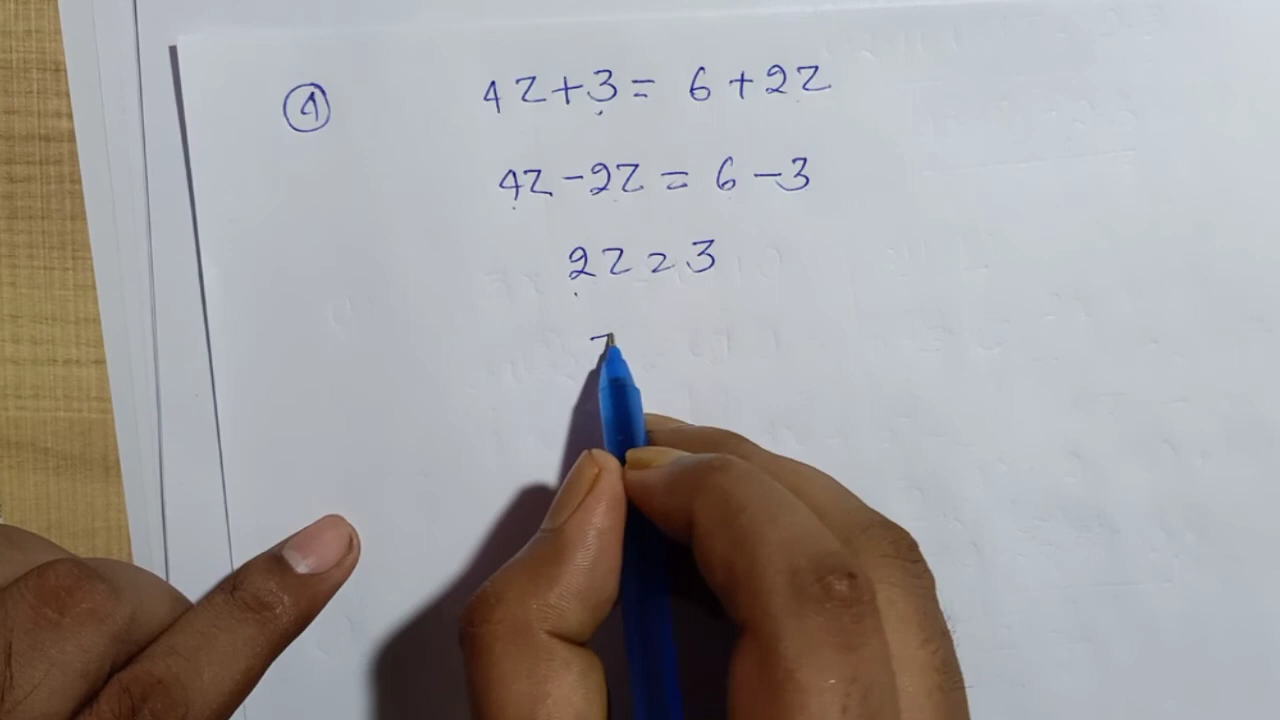 ④ 4z+3= 6+2z
4z-2z = 6-3
2z = 3